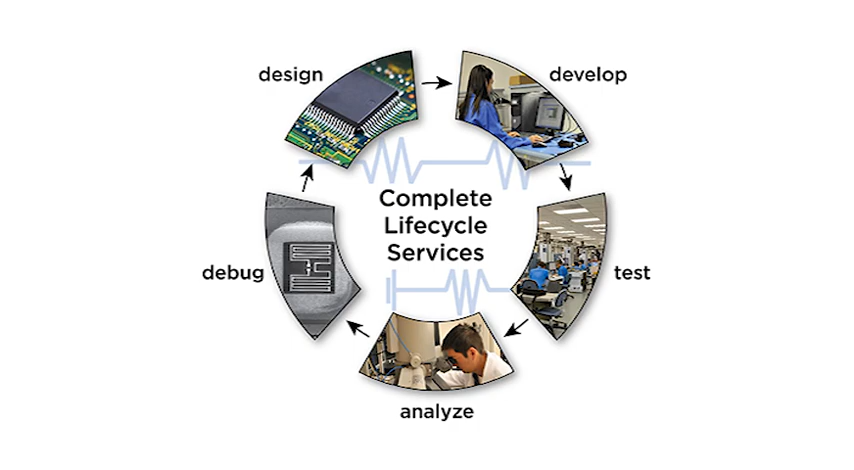 design
develop
Complete
Lifecycle
Services
debug
test
analyze